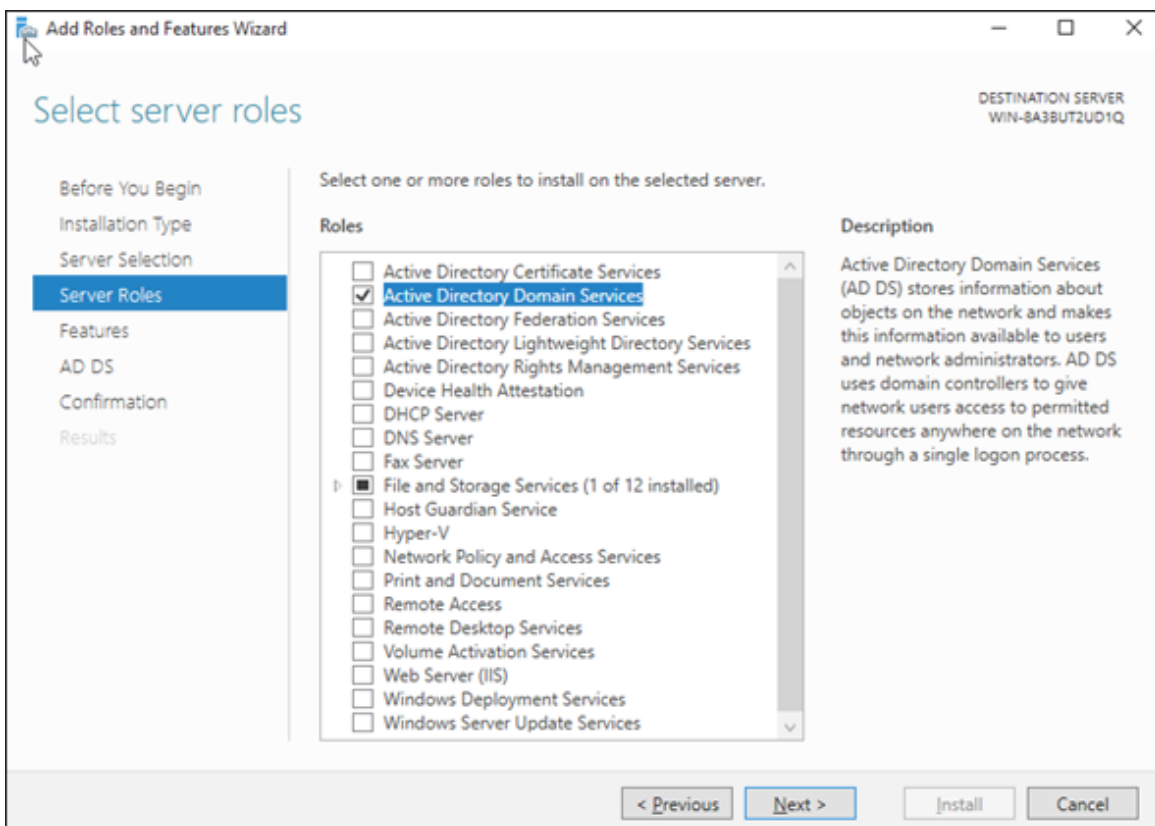 Add Roles and Features Wizard
Select server roles
DESTINATION SERVER
WIN-8A3BUT2UD1Q
Before You Begin
Installation Type
Server Selection
Server Roles
Features
AD DS
Confirmation
Results
Select one or more roles to install on the selected server.
Roles
Active Directory Certificate Services
Active Directory Domain Services
Active Directory Federation Services
Active Directory Lightweight Directory Services
Active Directory Rights Management Services
Device Health Attestation
DHCP Server
DNS Server
Fax Server
File and Storage Services (1 of 12 installed)
Host Guardian Service
Hyper-V
Network Policy and Access Services
Print and Document Services
Remote Access
Remote Desktop Services
Volume Activation Services
Web Server (IIS)
Windows Deployment Services
Windows Server Update Services
Description
Active Directory Domain Services
(AD DS) stores information about
objects on the network and makes
this information available to users
and network administrators. AD DS
uses domain controllers to give
network users access to permitted
resources anywhere on the network
through a single logon process.
< Previous
Next >
Install
Cancel